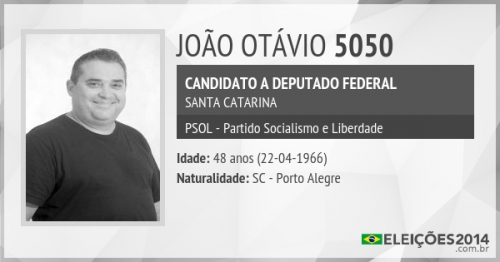 JOÃO OTÁVIO 5050
CANDIDATO A DEPUTADO FEDERAL
SANTA CATARINA
PSOL - Partido Socialismo e Liberdade
Idade: 48 anos (22-04-1966)
Naturalidade: SC - Porto Alegre
ELEIÇÕES2014
.com.br